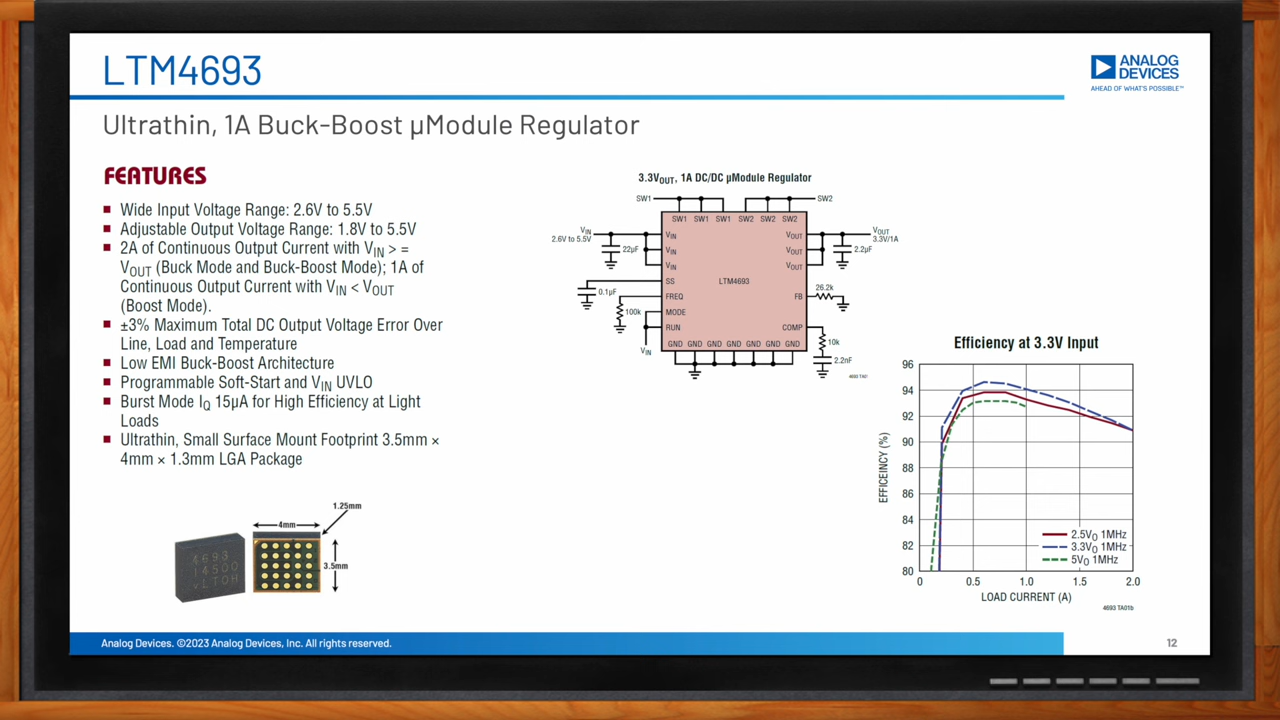 LTM4693
ANALOG
DEVICES
AHEAD OF WHAT'S POSSIBLE™
Ultrathin, 1A Buck-Boost µModule Regulator
FEATURES
Wide Input Voltage Range: 2.6V to 5.5V
Adjustable Output Voltage Range: 1.8V to 5.5V
2A of Continuous Output Current with VIN > =
VOUT (Buck Mode and Buck-Boost Mode); 1A of
Continuous Output Current with VIN < VOUT
(Boost Mode).
±3% Maximum Total DC Output Voltage Error Over
Line, Load and Temperature
Low EMI Buck-Boost Architecture
Programmable Soft-Start and VIN UVLO
Burst Mode IQ 15µA for High Efficiency at Light
Loads
Ultrathin, Small Surface Mount Footprint 3.5mm ×
4mm × 1.3mm LGA Package
3.3VOUT, 1A DC/DC µModule Regulator
SW1 SW2
SW1 SW1 SW1 SW2 SW2 SW2
VIN
2.6V to 5.5V
22µF
VIN
VIN
VIN
VOUT
VOUT
VOUT
VOUT
3.3V/1A
2.2µF
SS
0.1µF
LTM4693
FREQ
100k
FB
26.2k
MODE
RUN
VIN
COMP
10k
2.2nF
GND GND GND GND GND GND GND
4693 TA01
Efficiency at 3.3V Input
EFFICEINCY (%)
96
94
92
90
88
86
84
82
80
2.5VO 1MHz
3.3VO 1MHz
5VO 1MHz
0 0.5 1.0 1.5 2.0
LOAD CURRENT (A)
4693 TA01b
4693
14500
xLTOH
4mm
1.25mm
3.5mm
Analog Devices. ©2023 Analog Devices, Inc. All rights reserved.
12